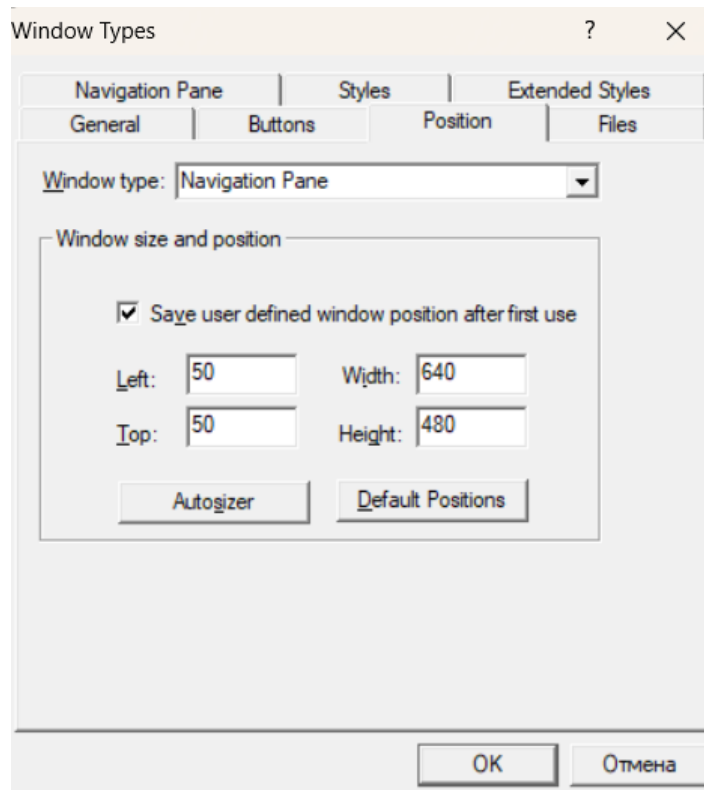 Window Types ?
Navigation Pane Styles Extended Styles
General Buttons Position Files
Window type: Navigation Pane
Window size and position
Save user defined window position after first use
Left: 50 Width: 640
Top: 50 Height: 480
Autosizer Default Positions
OK Отмена